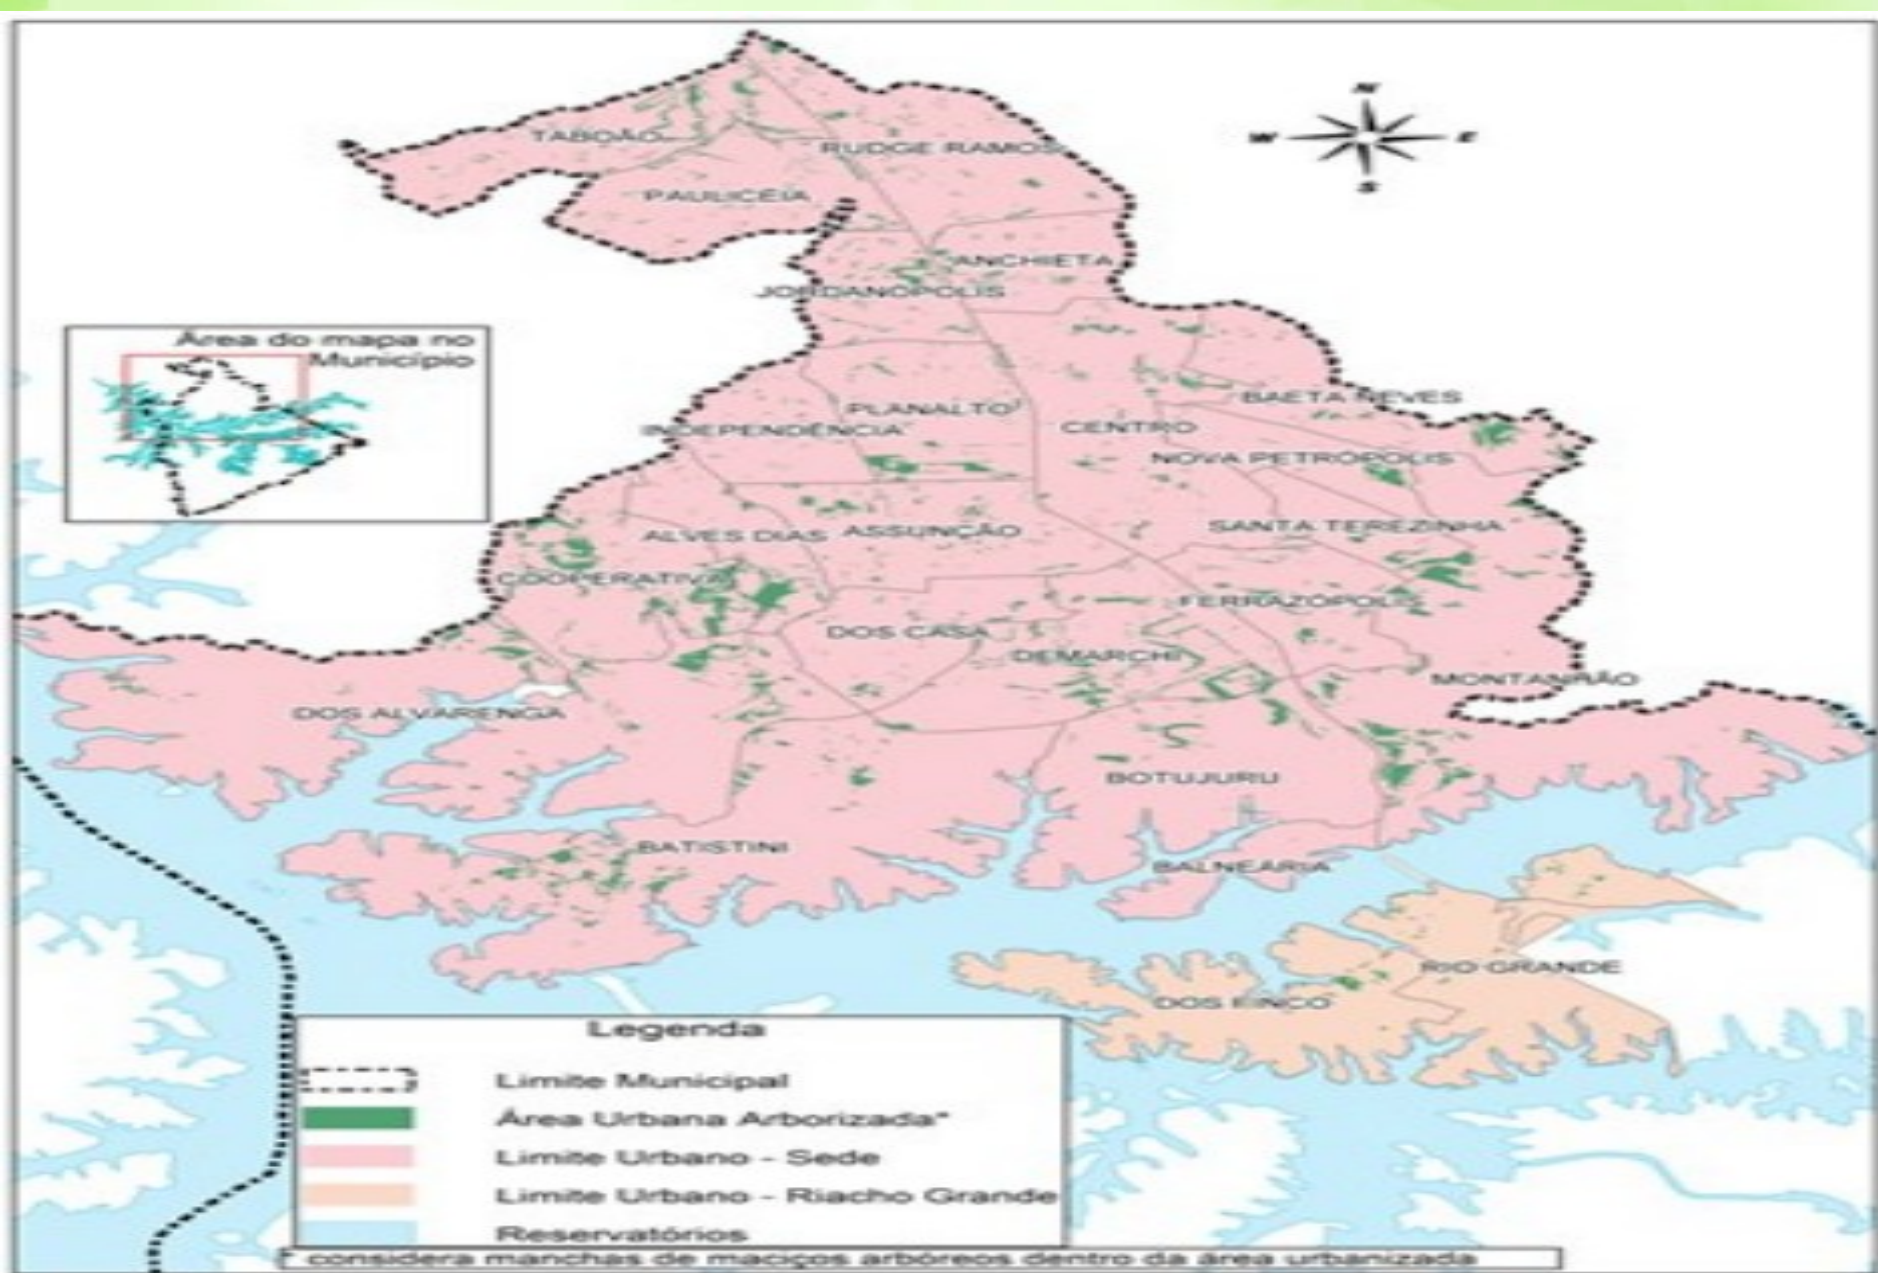 N
W E
S
TABOÃO
RUDGE RAMOS
PAULICÉIA
ANCHIETA
JORDANÓPOLIS
Área do mapa no
Município
BAETA NEVES
PLANALTO
INDEPENDÊNCIA
CENTRO
NOVA PETRÓPOLIS
SANTA TEREZINHA
ALVES DIAS
ASSUNÇÃO
COOPERATIVA
FERRAZÓPOLIS
DOS CASA
DEMARCHI
MONTANHÃO
DOS ALVARENGA
BOTUJURU
BATISTINI
BALNEÁRIA
RIO GRANDE
DOS FINCO
Legenda
Limite Municipal
Área Urbana Arborizada*
Limite Urbano - Sede
Limite Urbano - Riacho Grande
Reservatórios
* considera manchas de maciços arbóreos dentro da área urbanizada